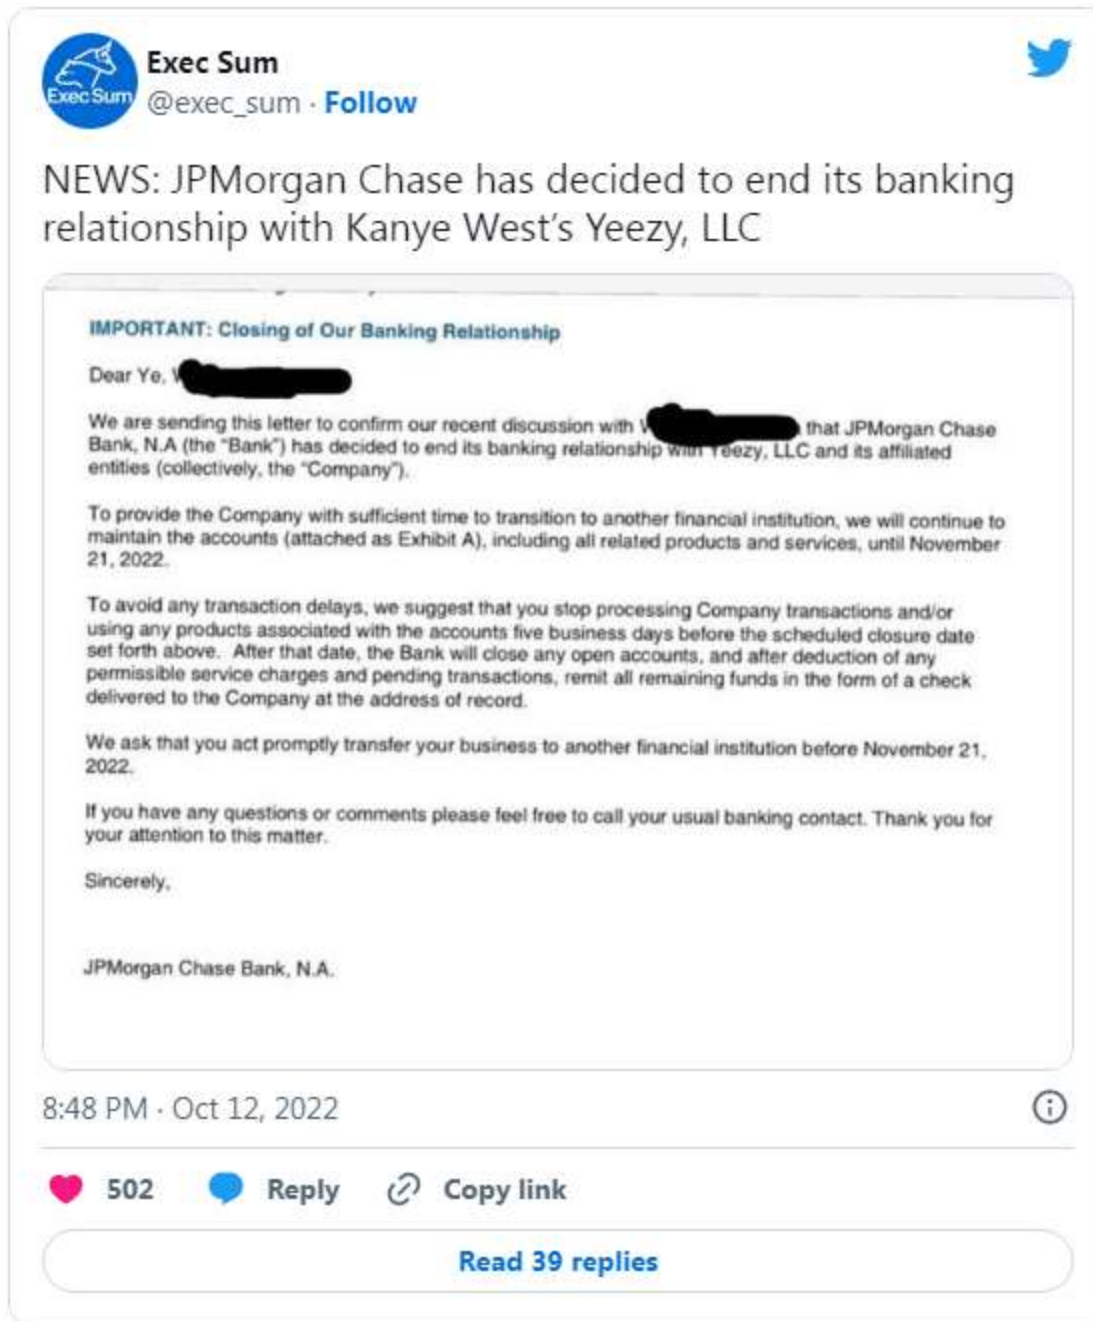 Exec Sum
Exec Sum
@exec_sum · Follow
NEWS: JPMorgan Chase has decided to end its banking
relationship with Kanye West's Yeezy, LLC
IMPORTANT: Closing of Our Banking Relationship
Dear Ye,
We are sending this letter to confirm our recent discussion with that JPMorgan Chase
Bank, N.A (the "Bank") has decided to end its banking relationship with Yeezy, LLC and its affiliated
entities (collectively, the "Company").
To provide the Company with sufficient time to transition to another financial institution, we will continue to
maintain the accounts (attached as Exhibit A), including all related products and services, until November
21, 2022.
To avoid any transaction delays, we suggest that you stop processing Company transactions and/or
using any products associated with the accounts five business days before the scheduled closure date
set forth above. After that date, the Bank will close any open accounts, and after deduction of any
permissible service charges and pending transactions, remit all remaining funds in the form of a check
delivered to the Company at the address of record.
We ask that you act promptly transfer your business to another financial institution before November 21,
2022.
If you have any questions or comments please feel free to call your usual banking contact. Thank you for
your attention to this matter.
Sincerely,
JPMorgan Chase Bank, N.A.
8:48 PM · Oct 12, 2022
502 Reply Copy link
Read 39 replies